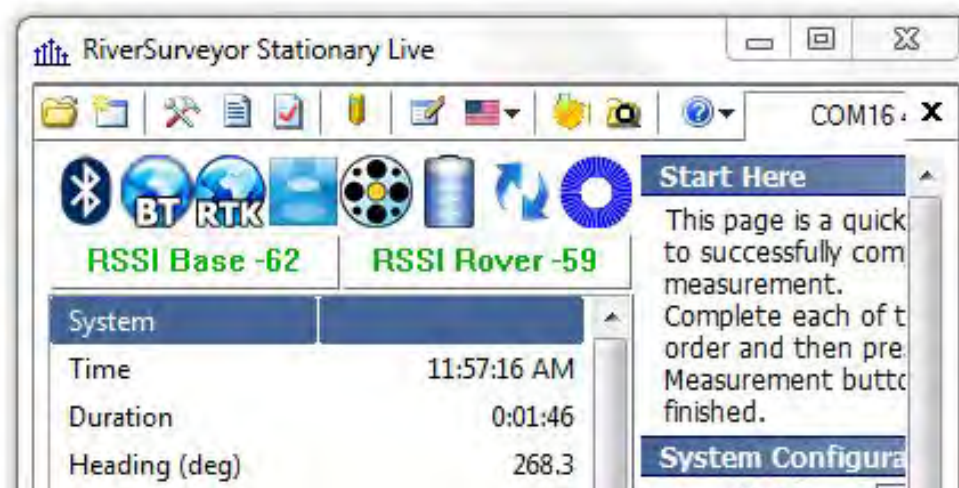 RiverSurveyor Stationary Live
COM16
BT
RTK
RSSI Base -62
RSSI Rover -59
System
Time 11:57:16 AM
Duration 0:01:46
Heading (deg) 268.3
Start Here
This page is a quick
to successfully com
measurement.
Complete each of t
order and then pre
Measurement butto
finished.
System Configura